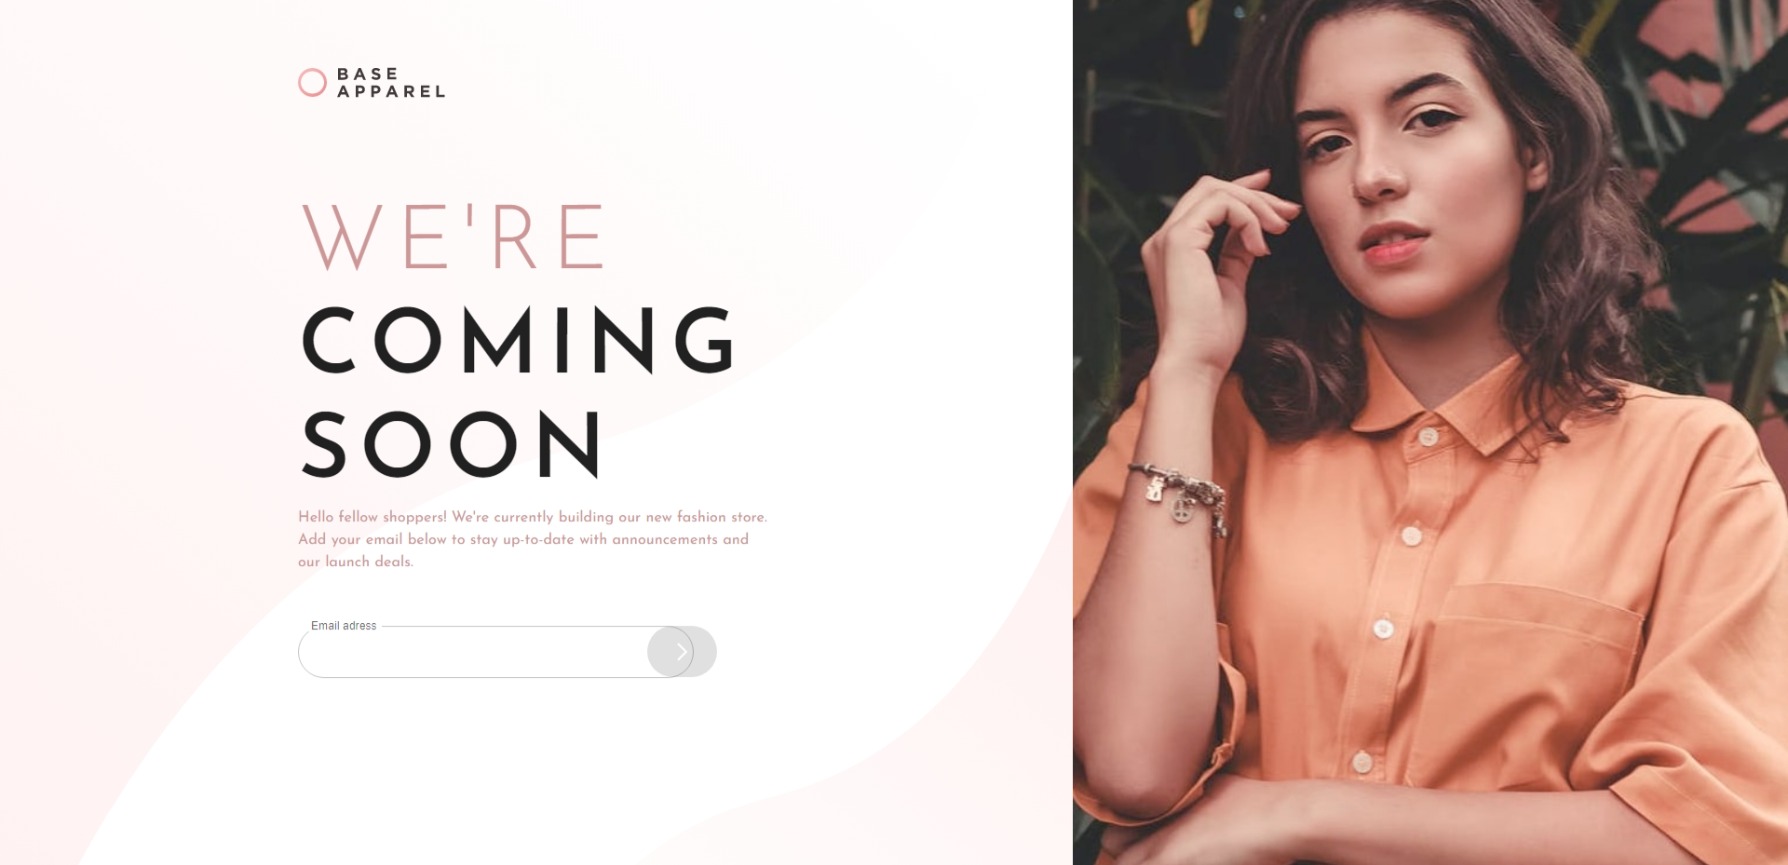 BASE
APPAREL
WE'RE
COMING
SOON
Hello fellow shoppers! We're currently building our new fashion store.
Add your email below to stay up-to-date with announcements and
our launch deals.
Email adress